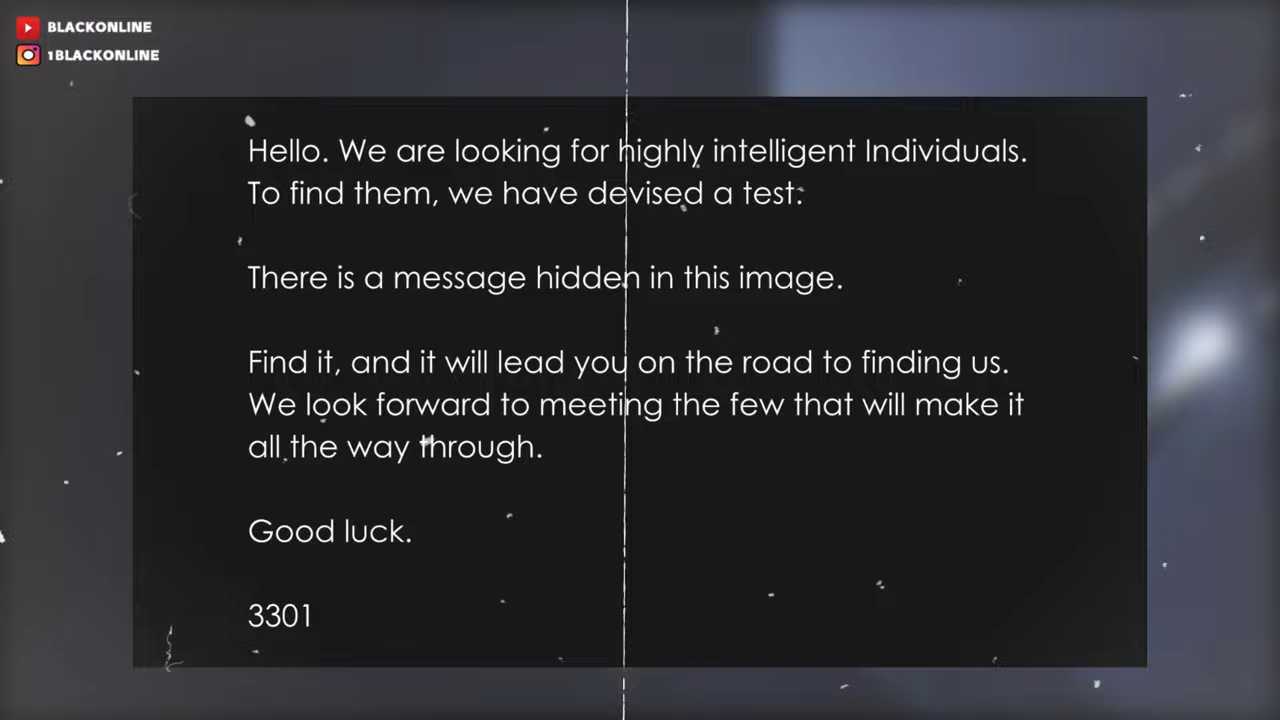 BLACKONLINE
1BLACKONLINE
Hello. We are looking for highly intelligent Individuals.
To find them, we have devised a test:
There is a message hidden in this image.
Find it, and it will lead you on the road to finding us.
We look forward to meeting the few that will make it
all the way through.
Good luck.
3301